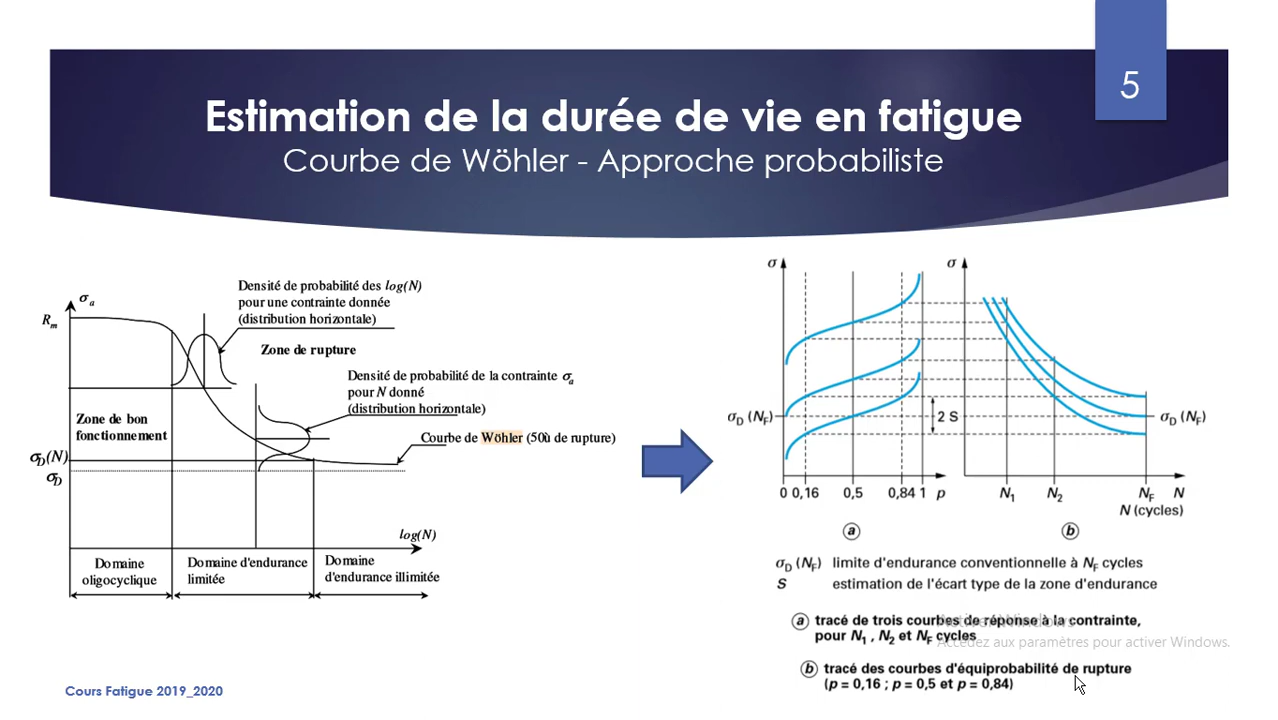 5
Estimation de la durée de vie en fatigue
Courbe de Wöhler - Approche probabiliste
σa
Rm
Densité de probabilité des log(N)
pour une contrainte donnée
(distribution horizontale)
Zone de rupture
Densité de probabilité de la contrainte σa
pour N donné
(distribution horizontale)
Zone de bon
fonctionnement
Courbe de Wöhler (50ù de rupture)
σD(N)
σD
log(N)
Domaine
oligocyclique
Domaine d'endurance
limitée
Domaine
d'endurance illimitée
σ
σD (NF)
2 S
0 0,16 0,5 0,84 1 p
a
σ
σD (NF)
N1 N2 NF N
N (cycles)
b
σD (NF) limite d'endurance conventionnelle à NF cycles
S estimation de l'écart type de la zone d'endurance
a tracé de trois courbes de réponse à la contrainte,
pour N1 , N2 et NF cycles
b tracé des courbes d'équiprobabilité de rupture
(p = 0,16 ; p = 0,5 et p = 0,84)
Activer Windows
Accédez aux paramètres pour activer Windows.
Cours Fatigue 2019_2020